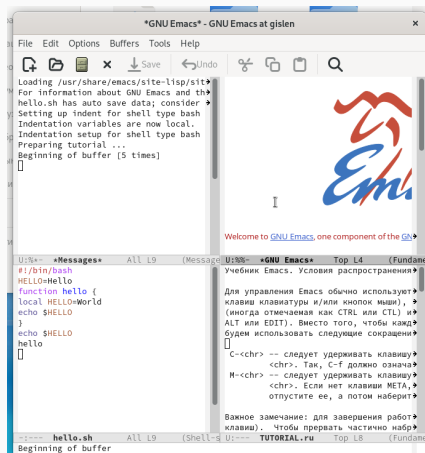 *GNU Emacs* - GNU Emacs at gislen
File Edit Options Buffers Tools Help
Save Undo
Loading /usr/share/emacs/site-lisp/sit
For information about GNU Emacs and th
hello.sh has auto save data; consider
Setting up indent for shell type bash
Indentation variables are now local.
Indentation setup for shell type bash
Preparing tutorial ...
Beginning of buffer [5 times]
U:%*- *Messages* All L9 (Message
Ema
Welcome to GNU Emacs, one component of the GN
U:%%- *GNU Emacs* Top L4 (Fundame
#!/bin/bash
HELLO=Hello
function hello {
local HELLO=World
echo $HELLO
}
echo $HELLO
hello
-:--- hello.sh All L9 (Shell-s
Учебник Emacs. Условия распространения
Для управления Emacs обычно используют
клавиш клавиатуры и/или кнопок мыши),
(иногда отмечаемая как CTRL или CTL) и
ALT или EDIT). Вместо того, чтобы кажд
будем использовать следующие сокращени
C-<chr> -- следует удерживать клавишу
<chr>. Так, C-f должно означа
M-<chr> -- следует удерживать клавишу
<chr>. Если нет клавиши META,
отпустите ее, а потом наберит
Важное замечание: для завершения работ
клавиш). Чтобы прервать частично набр
U:--- TUTORIAL.ru Top L8 (Fundame
Beginning of buffer